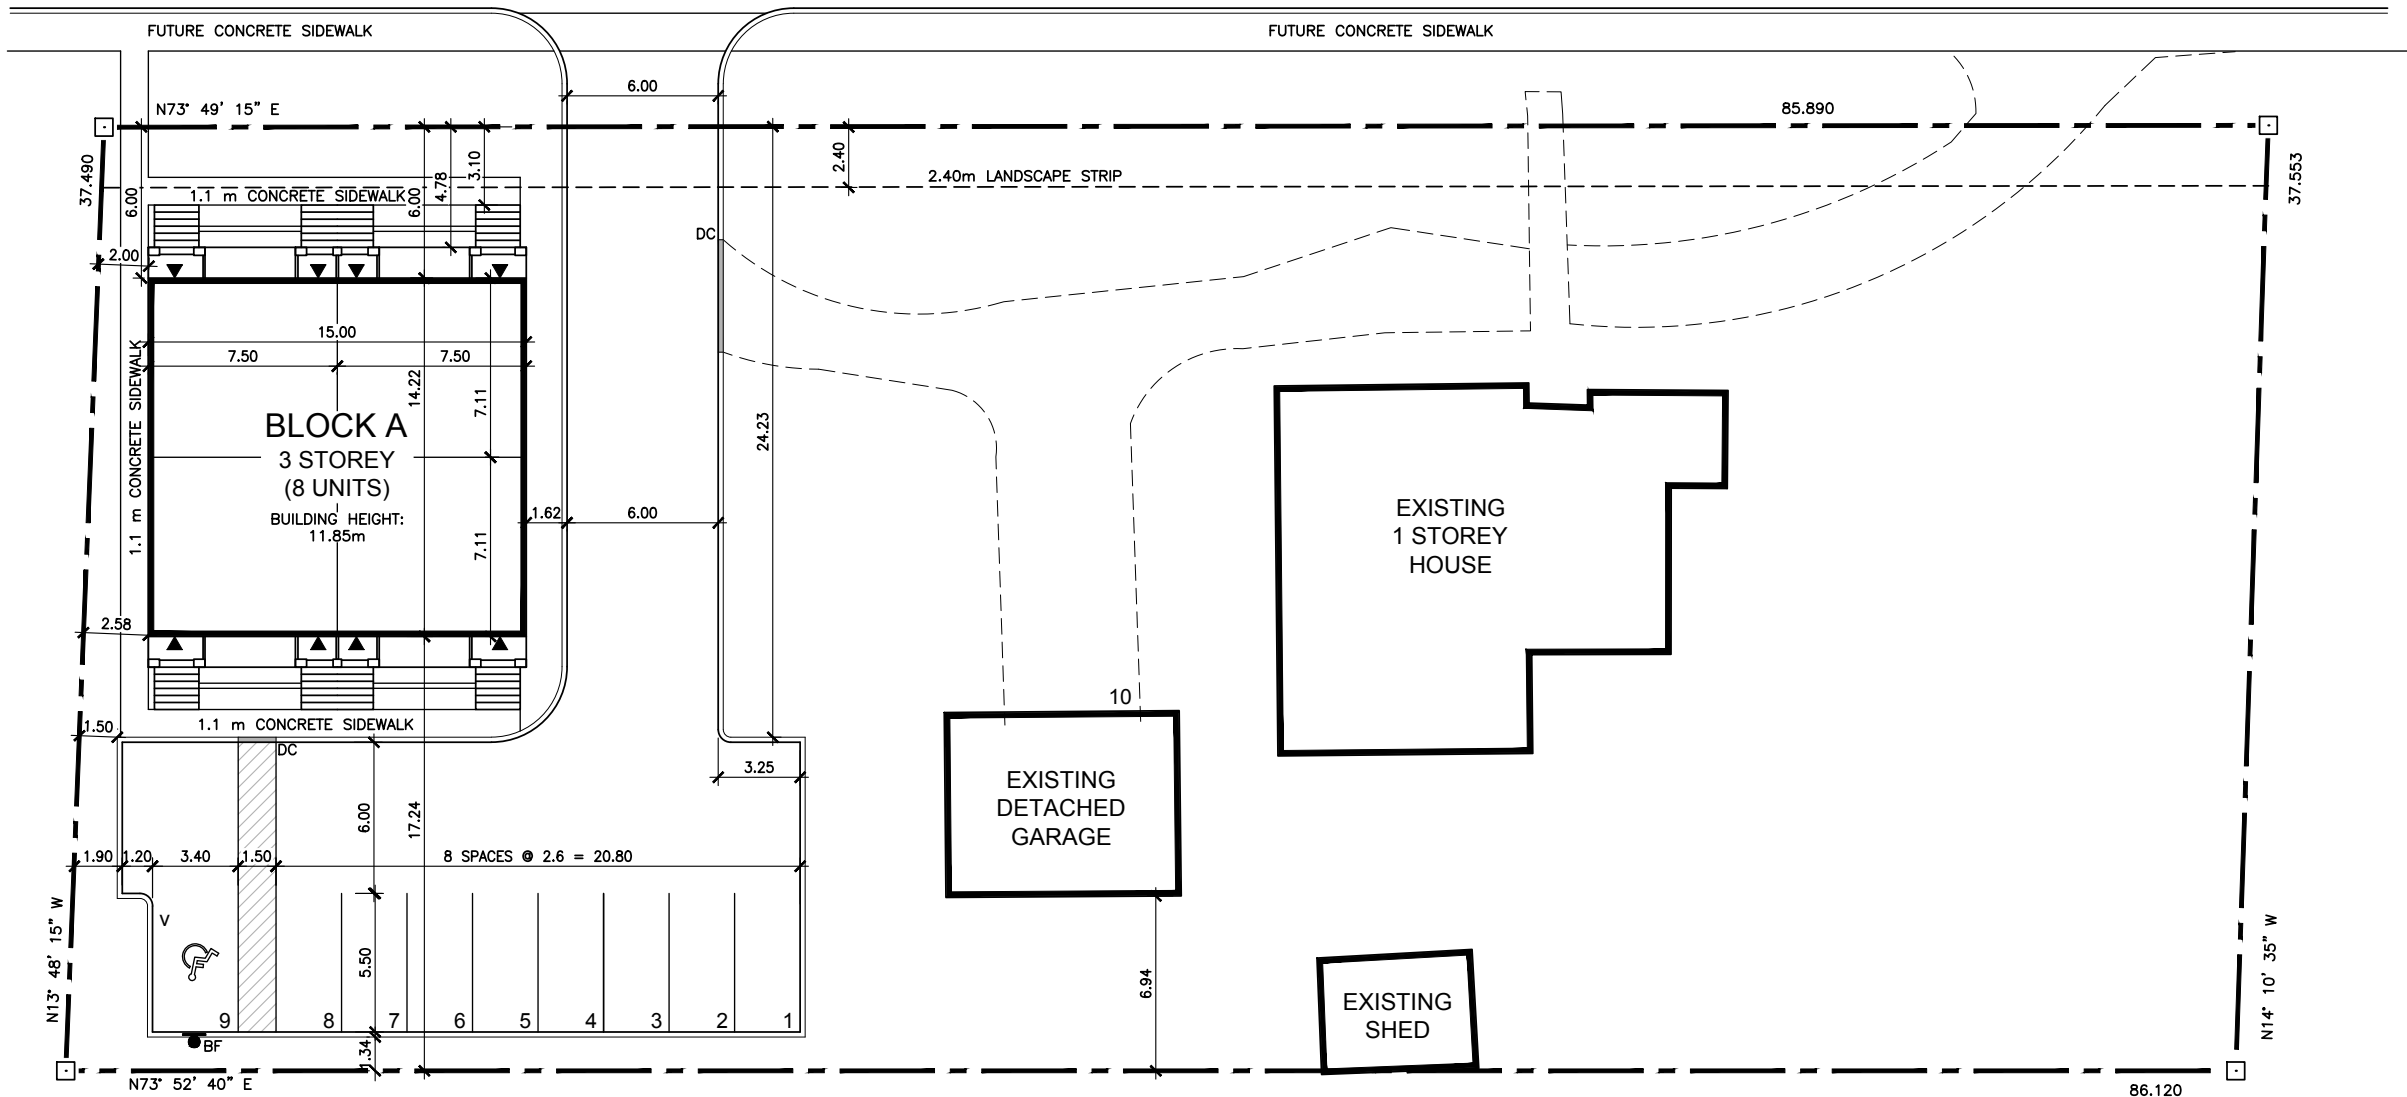 FUTURE CONCRETE SIDEWALK
FUTURE CONCRETE SIDEWALK
6.00
N73° 49' 15" E
85.890
37.490
6.00
3.10
4.78
6.00
2.40
2.40m LANDSCAPE STRIP
37.553
1.1 m CONCRETE SIDEWALK
DC
2.00
15.00
7.50
7.50
14.22
7.11
1.1 m CONCRETE SIDEWALK
BLOCK A
3 STOREY
(8 UNITS)
BUILDING HEIGHT:
11.85m
24.23
1.62
6.00
7.11
EXISTING
1 STOREY
HOUSE
2.58
10
1.50
1.1 m CONCRETE SIDEWALK
DC
3.25
EXISTING
DETACHED
GARAGE
6.00
17.24
1.90
1.20
3.40
1.50
8 SPACES @ 2.6 = 20.80
V
N13° 48' 15" W
5.50
6.94
N14° 10' 35" W
EXISTING
SHED
9
8
7
6
5
4
3
2
1
BF
1.34
N73° 52' 40" E
86.120